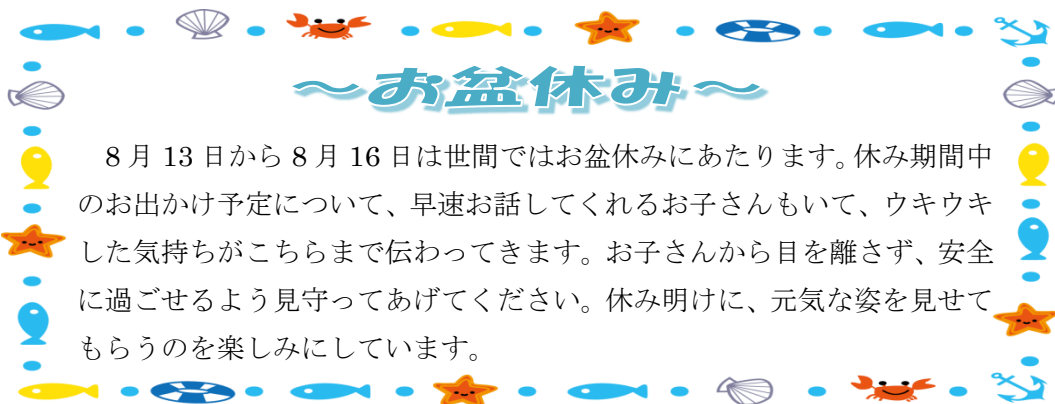 ～お盆休み～
8月13日から8月16日は世間ではお盆休みにあたります。休み期間中
のお出かけ予定について、早速お話してくれるお子さんもいて、ウキウキ
した気持ちがこちらまで伝わってきます。お子さんから目を離さず、安全
に過ごせるよう見守ってあげてください。休み明けに、元気な姿を見せて
もらうのを楽しみにしています。